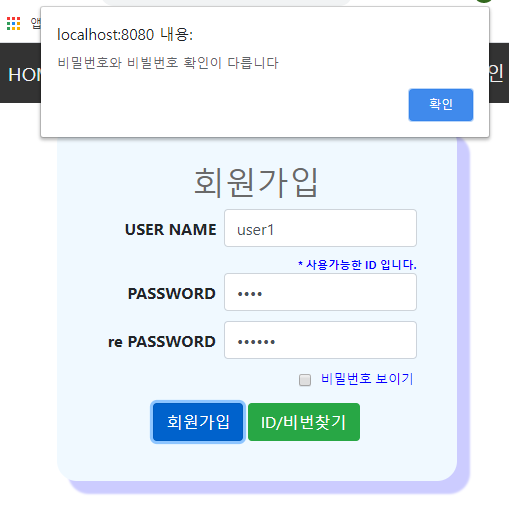 앱
localhost:8080 내용:
비밀번호와 비빌번호 확인이 다릅니다
확인
HOM
인
회원가입
USER NAME user1
* 사용가능한 ID 입니다.
PASSWORD ••••
re PASSWORD ••••••
비밀번호 보이기
회원가입 ID/비번찾기